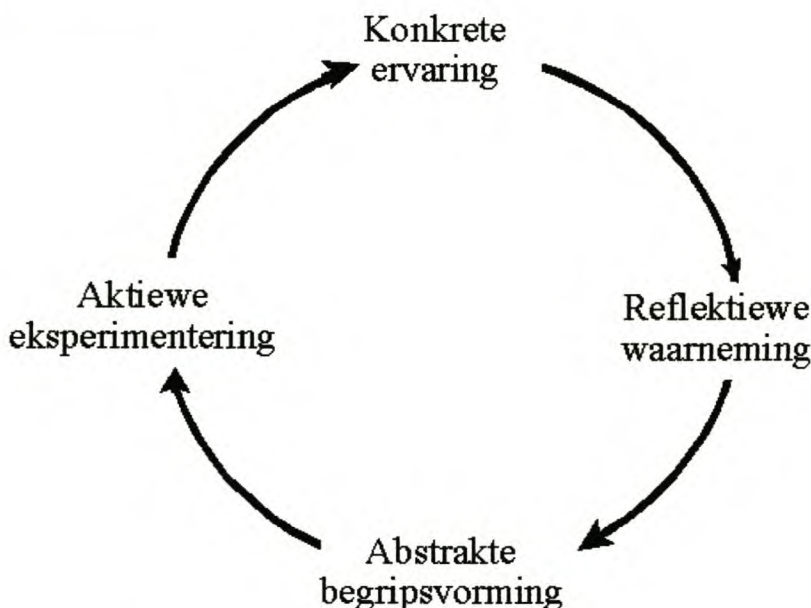 Konkrete
ervaring
Reflektiewe
waarneming
Abstrakte
begripsvorming
Aktiewe
eksperimentering